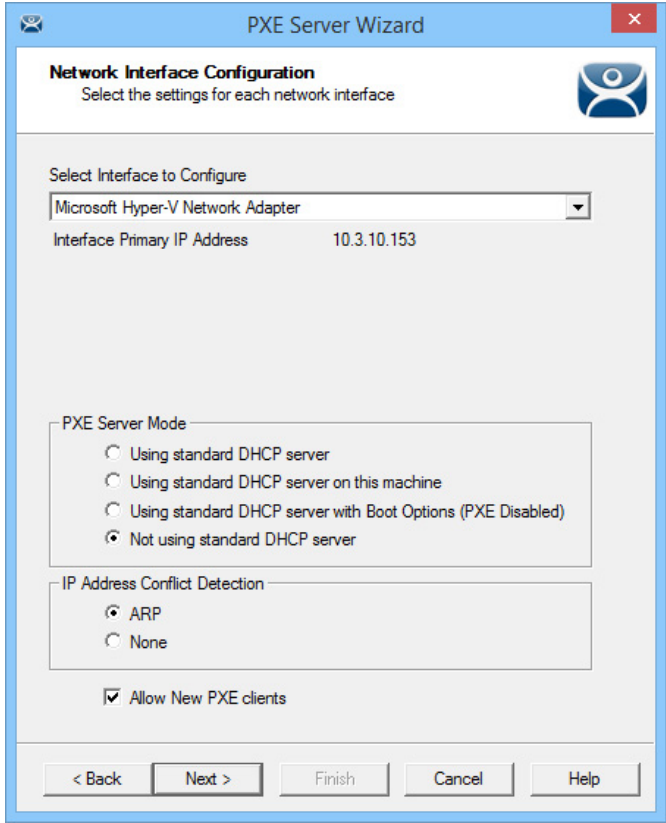 PXE Server Wizard
Network Interface Configuration
Select the settings for each network interface
Select Interface to Configure
Microsoft Hyper-V Network Adapter
Interface Primary IP Address 10.3.10.153
PXE Server Mode
Using standard DHCP server
Using standard DHCP server on this machine
Using standard DHCP server with Boot Options (PXE Disabled)
Not using standard DHCP server
IP Address Conflict Detection
ARP
None
Allow New PXE clients
< Back Next > Finish Cancel Help